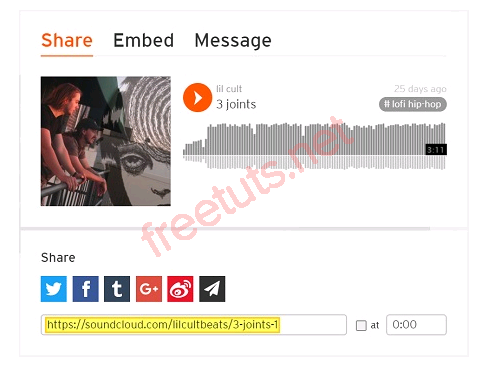 Share Embed Message
lil cult 25 days ago
3 joints # lofi hip-hop
3:11
freetuts.net
Share
https://soundcloud.com/lilcultbeats/3-joints-1 at 0:00